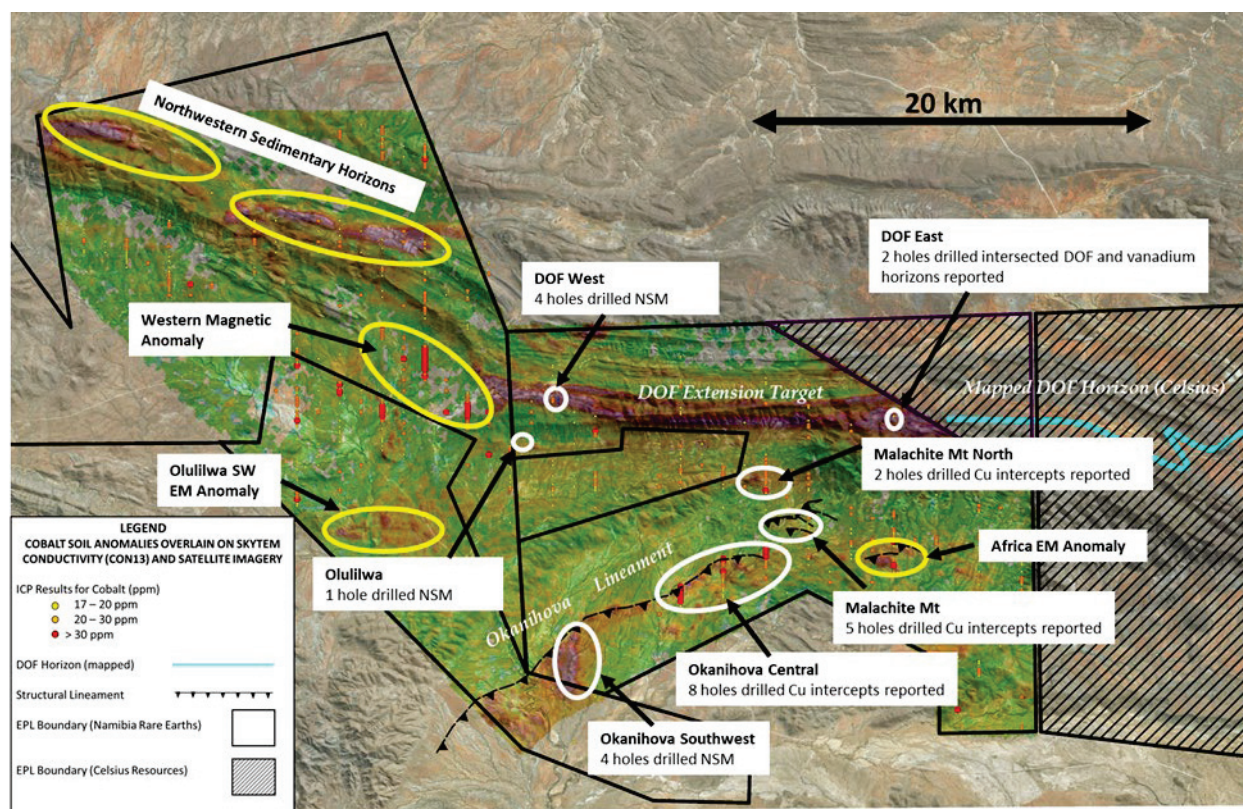 20 km
Northwestern Sedimentary Horizons
DOF East
2 holes drilled intersected DOF and vanadium
horizons reported
DOF West
4 holes drilled NSM
Western Magnetic
Anomaly
DOF Extension Target
Mapped DOF Horizon (Celsius)
Malachite Mt North
2 holes drilled Cu intercepts reported
Olulilwa SW
EM Anomaly
Africa EM Anomaly
Olulilwa
1 hole drilled NSM
Okanihova Lineament
Malachite Mt
5 holes drilled Cu intercepts reported
Okanihova Central
8 holes drilled Cu intercepts reported
Okanihova Southwest
4 holes drilled NSM
LEGEND
COBALT SOIL ANOMALIES OVERLAIN ON SKYTEM
CONDUCTIVITY (CON13) AND SATELLITE IMAGERY
ICP Results for Cobalt (ppm)
17 – 20 ppm
20 – 30 ppm
> 30 ppm
DOF Horizon (mapped)
Structural Lineament
EPL Boundary (Namibia Rare Earths)
EPL Boundary (Celsius Resources)